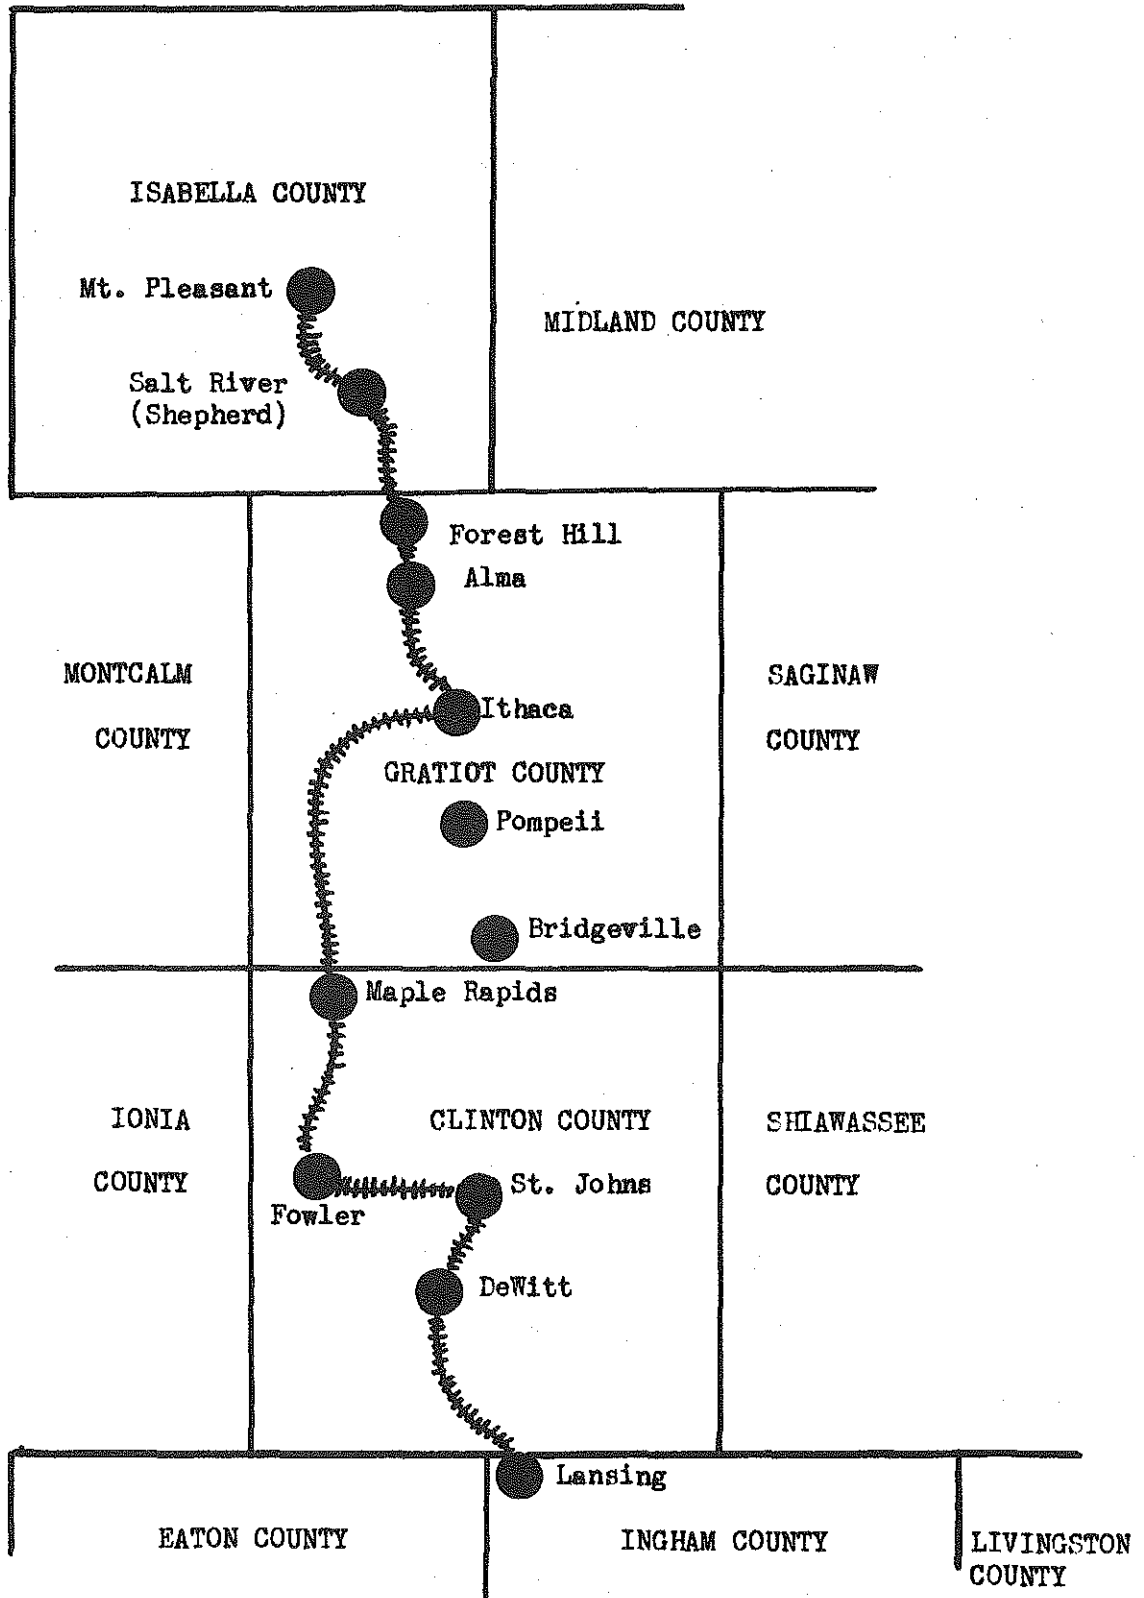 ISABELLA COUNTY
Mt. Pleasant
MIDLAND COUNTY
Salt River
(Shepherd)
Forest Hill
Alma
MONTCALM
COUNTY
SAGINAW
COUNTY
Ithaca
GRATIOT COUNTY
Pompeii
Bridgeville
Maple Rapids
IONIA
COUNTY
CLINTON COUNTY
SHIAWASSEE
COUNTY
St. Johns
Fowler
DeWitt
Lansing
EATON COUNTY
INGHAM COUNTY
LIVINGSTON
COUNTY